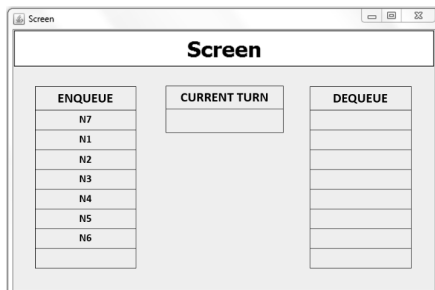 Screen
Screen
ENQUEUE
N7
N1
N2
N3
N4
N5
N6
CURRENT TURN
DEQUEUE